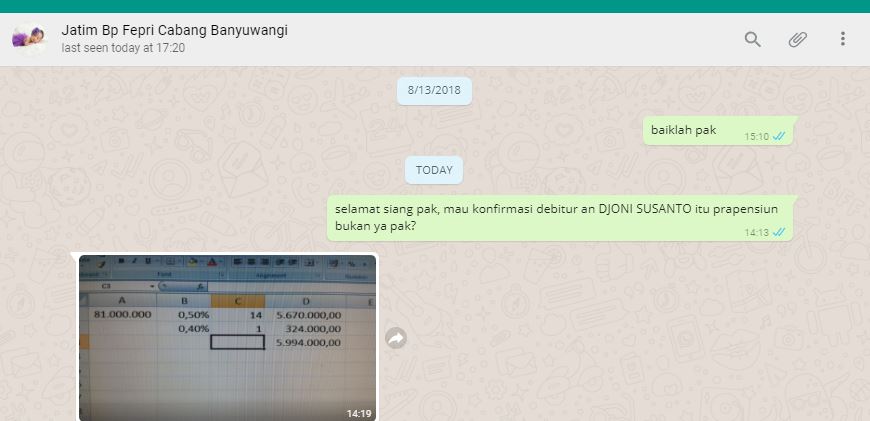 Jatim Bp Fepri Cabang Banyuwangi
last seen today at 17:20
8/13/2018
baiklah pak
15:10
TODAY
selamat siang pak, mau konfirmasi debitur an DJONI SUSANTO itu prapensiun
bukan ya pak?
14:13
Font Alignment
C3 fx
A B C D E
81.000.000 0,50% 14 5.670.000,00
0,40% 1 324.000,00
5.994.000,00
14:19